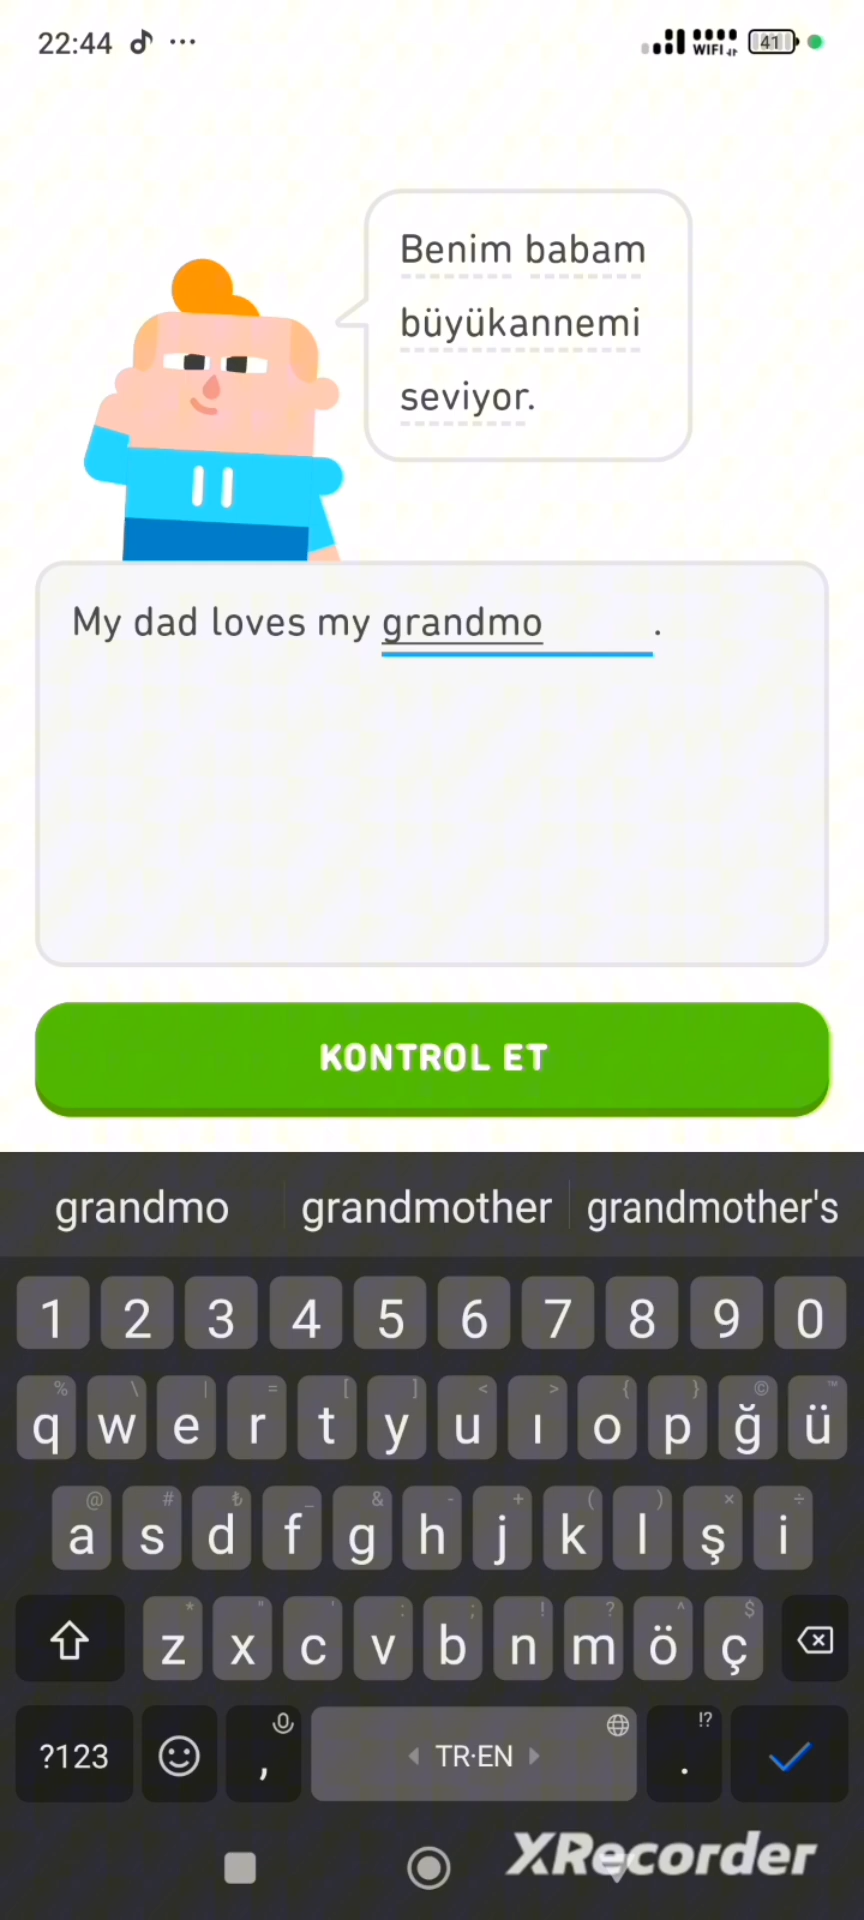 22:44
WIFI
41
Benim babam
büyükannemi
seviyor.
My dad loves my grandmo .
KONTROL ET
grandmo grandmother grandmother's
1 2 3 4 5 6 7 8 9 0
% \ | = [ ] < > { } © ™
q w e r t y u ı o p ğ ü
@ # ₺ _ & - + ( ) × ÷
a s d f g h j k l ş i
* " ' : ; ! ? ^ $
z x c v b n m ö ç
!?
?123 , TR·EN .
XRecorder